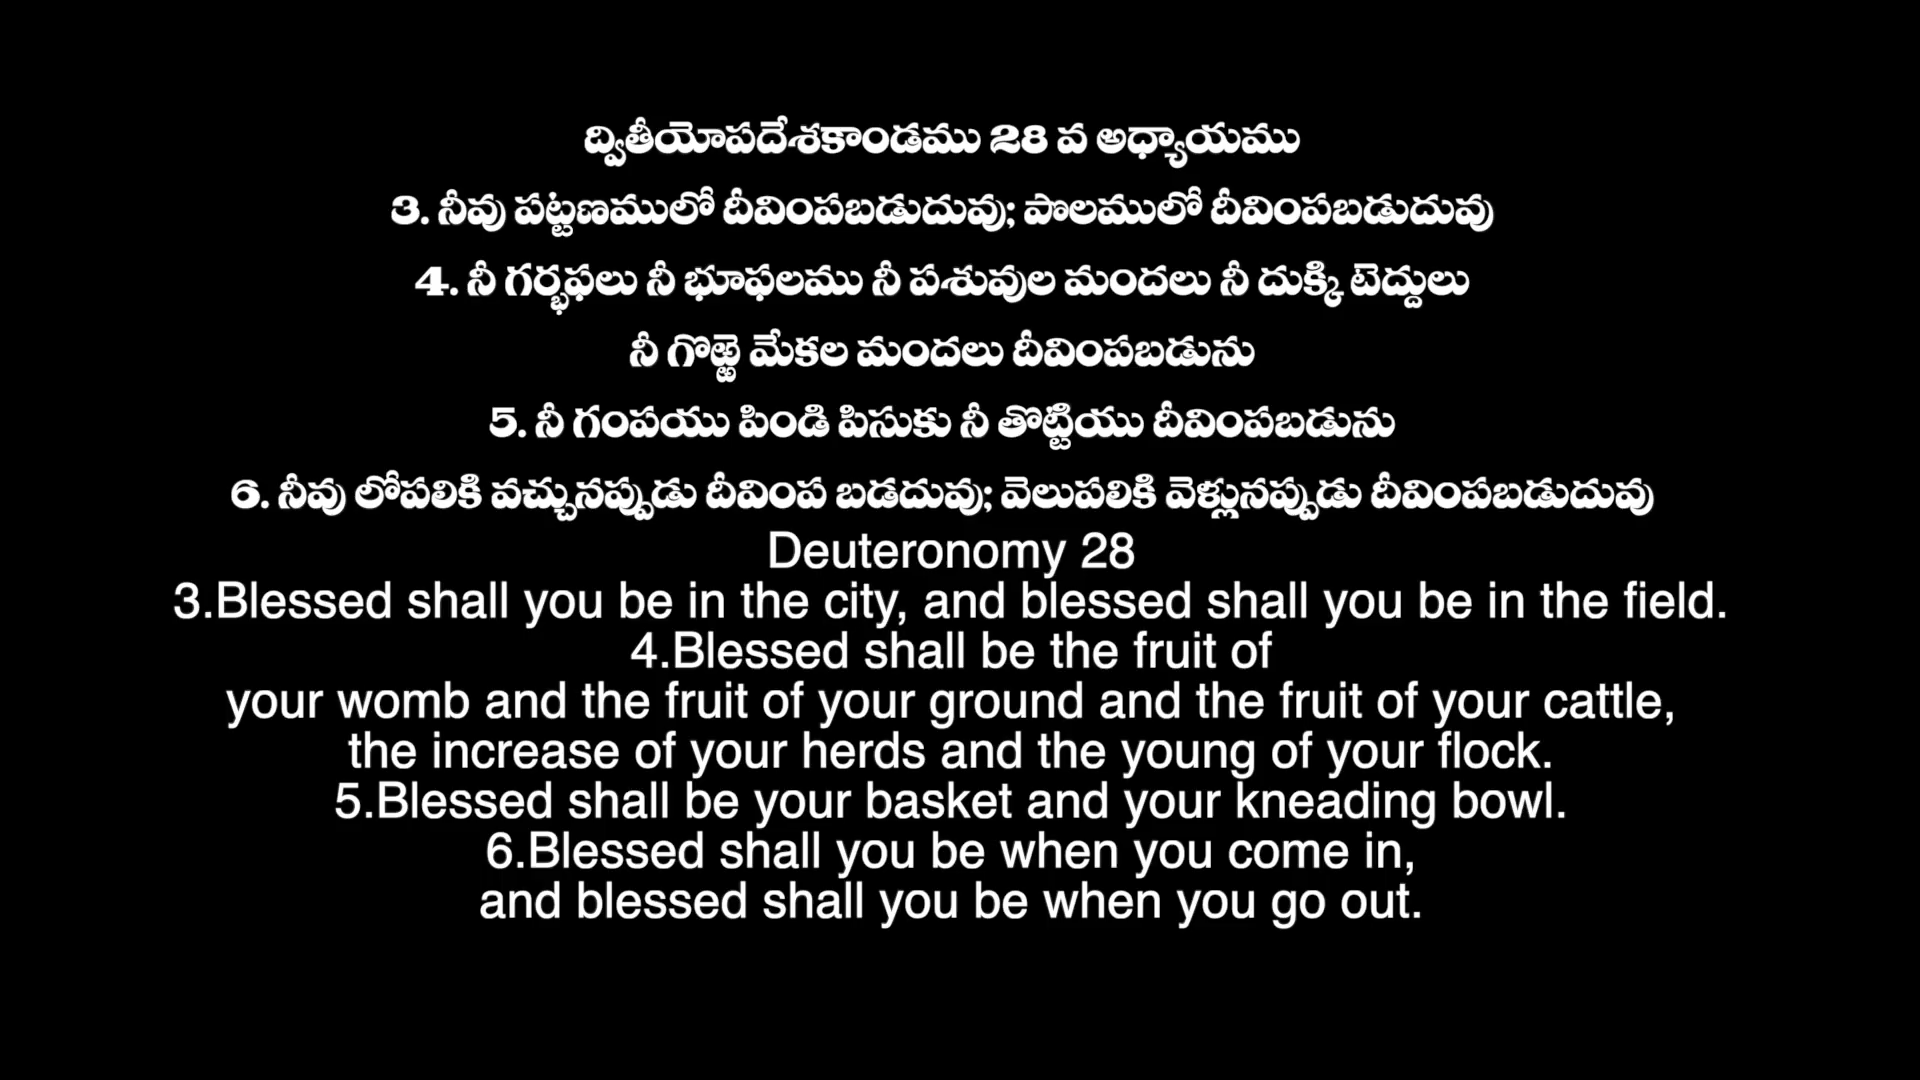 ద్వితీయోపదేశకాండము 28 వ అధ్యాయము
3. నీవు పట్టణములో దీవింపబడుదువు; పొలములో దీవింపబడుదువు
4. నీ గర్భఫలు నీ భూఫలము నీ పశువుల మందలు నీ దుక్కి టెద్దులు
నీ గొఱ్ఱె మేకల మందలు దీవింపబడును
5. నీ గంపయు పిండి పిసుకు నీ తొట్టియు దీవింపబడును
6. నీవు లోపలికి వచ్చునప్పుడు దీవింప బడదువు; వెలుపలికి వెళ్లునప్పుడు దీవింపబడుదువు
Deuteronomy 28
3.Blessed shall you be in the city, and blessed shall you be in the field.
4.Blessed shall be the fruit of
your womb and the fruit of your ground and the fruit of your cattle,
the increase of your herds and the young of your flock.
5.Blessed shall be your basket and your kneading bowl.
6.Blessed shall you be when you come in,
and blessed shall you be when you go out.